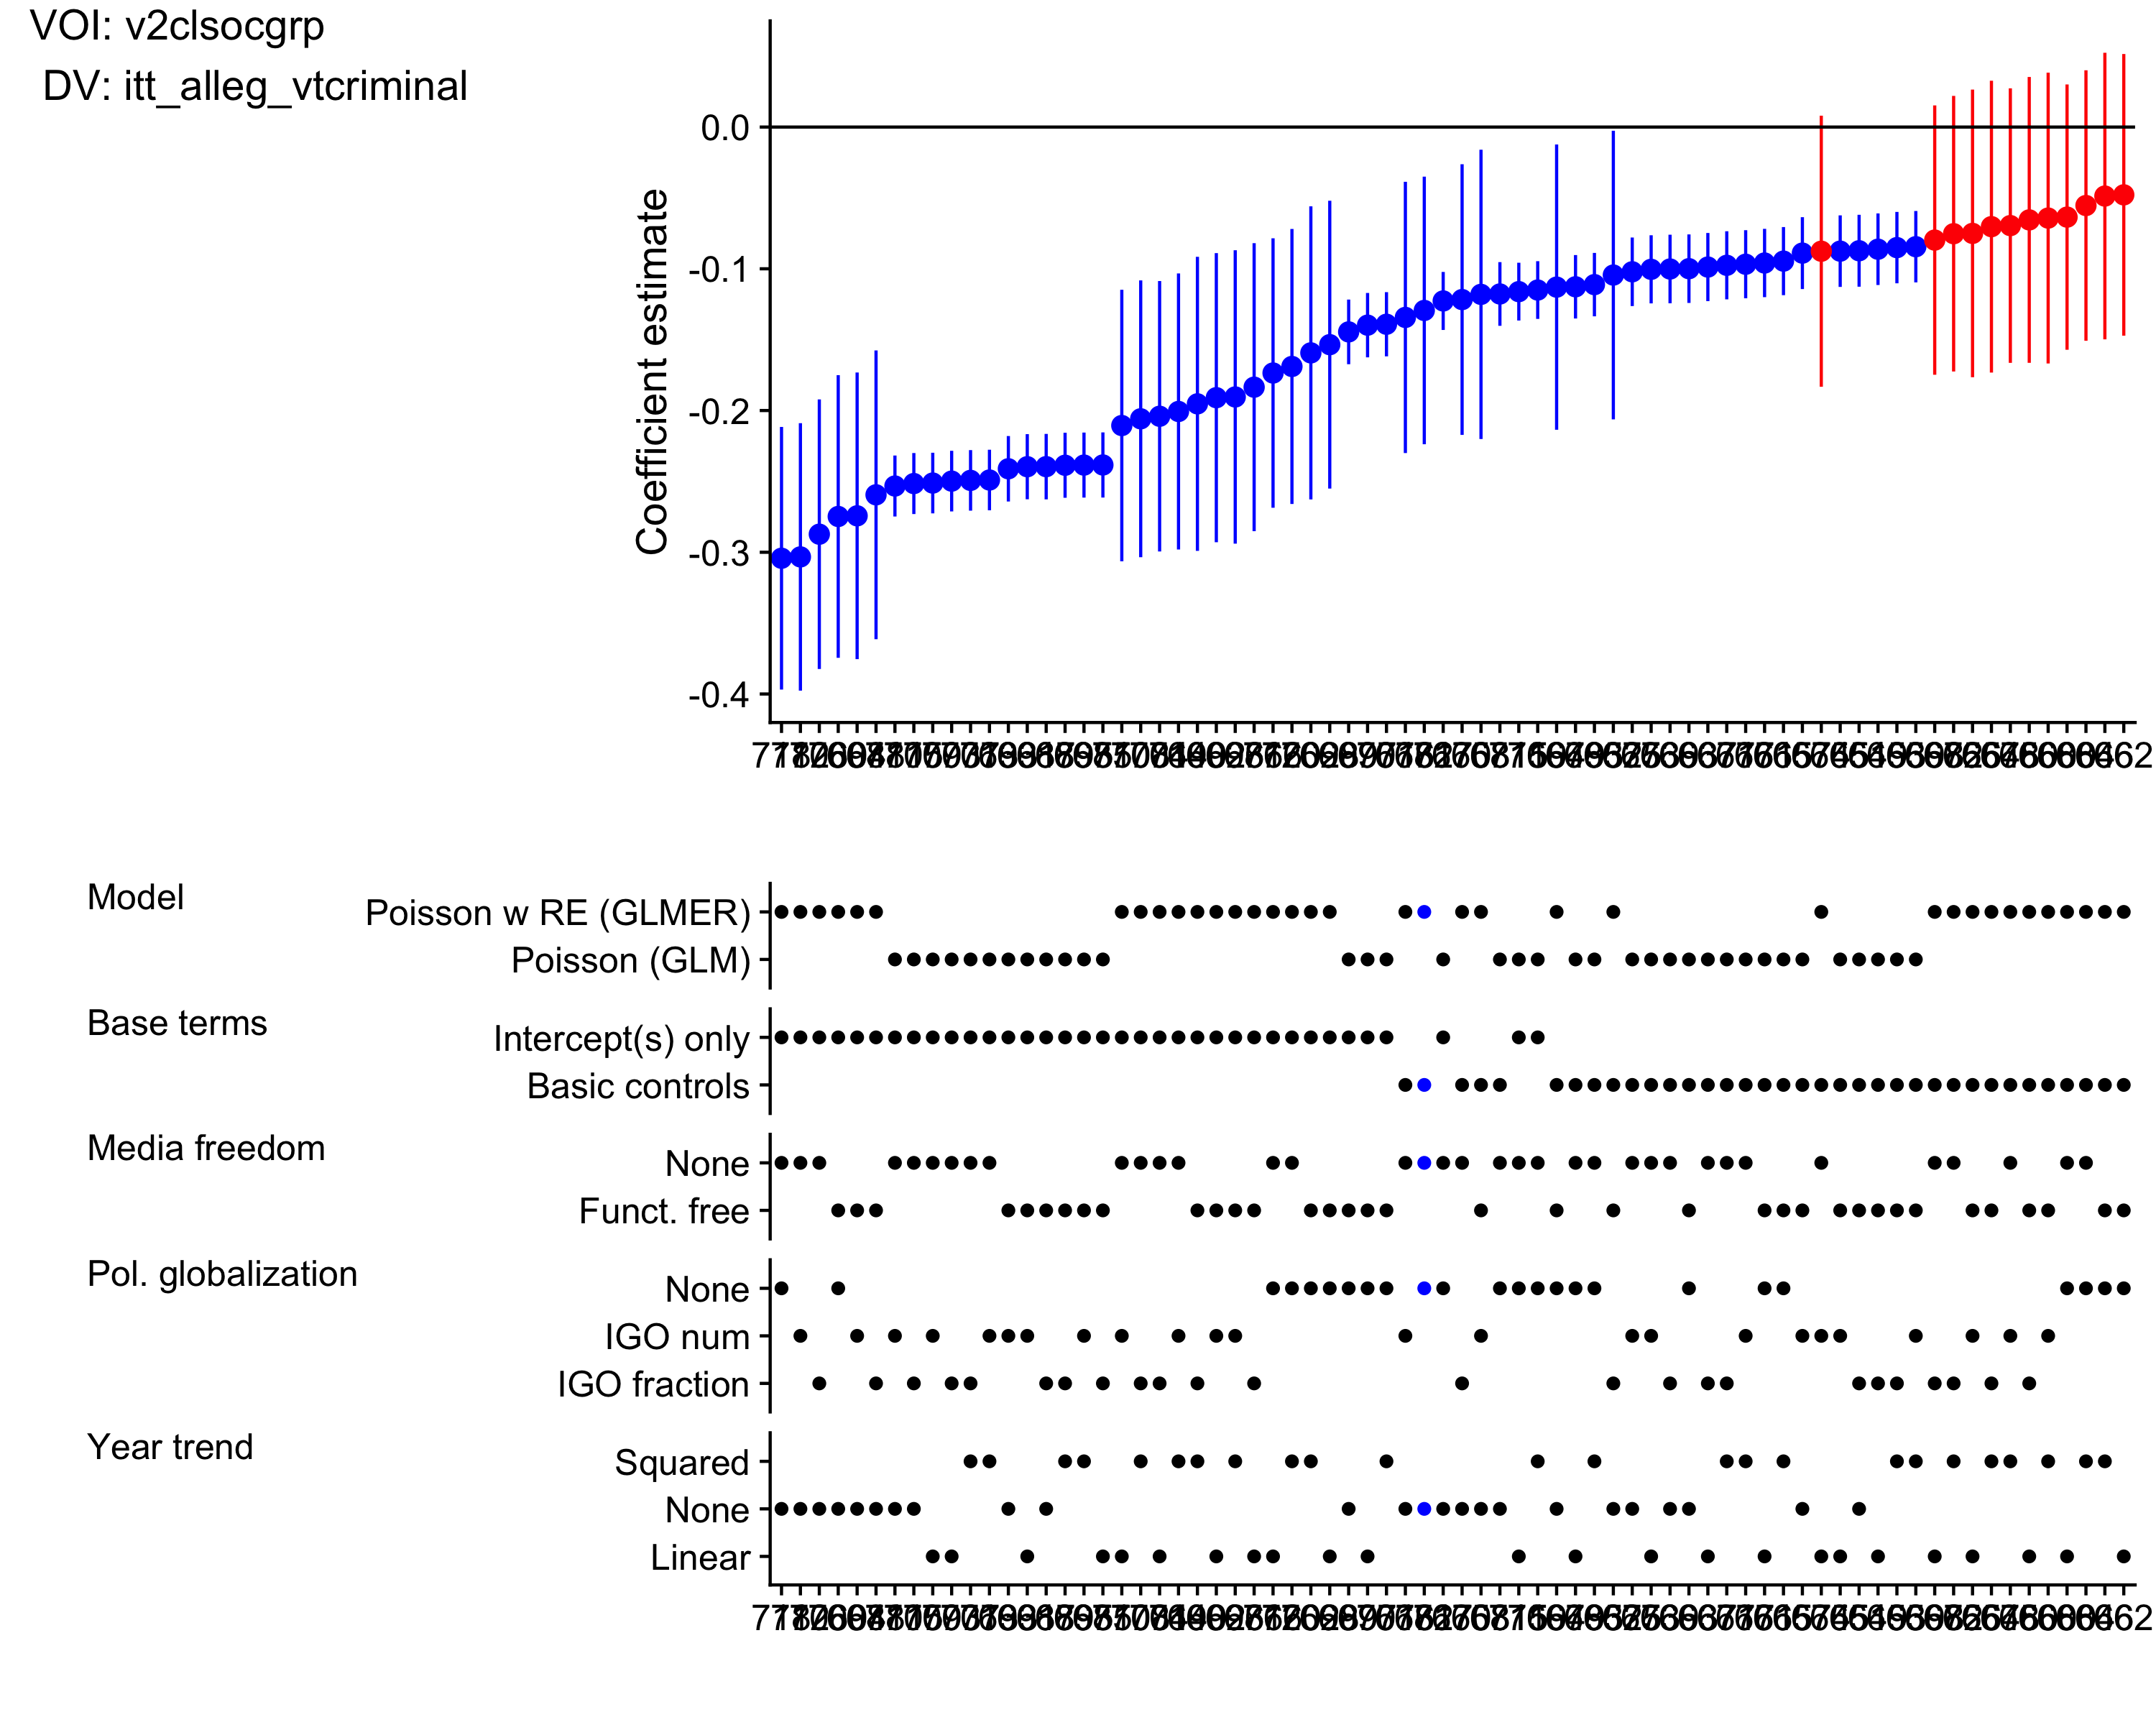 VOI: v2clsocgrp
DV: itt_alleg_vtcriminal
Coefficient estimate
0.0
-0.1
-0.2
-0.3
-0.4
Model
Poisson w RE (GLMER)
Poisson (GLM)
Base terms
Intercept(s) only
Basic controls
Media freedom
None
Funct. free
Pol. globalization
None
IGO num
IGO fraction
Year trend
Squared
None
Linear